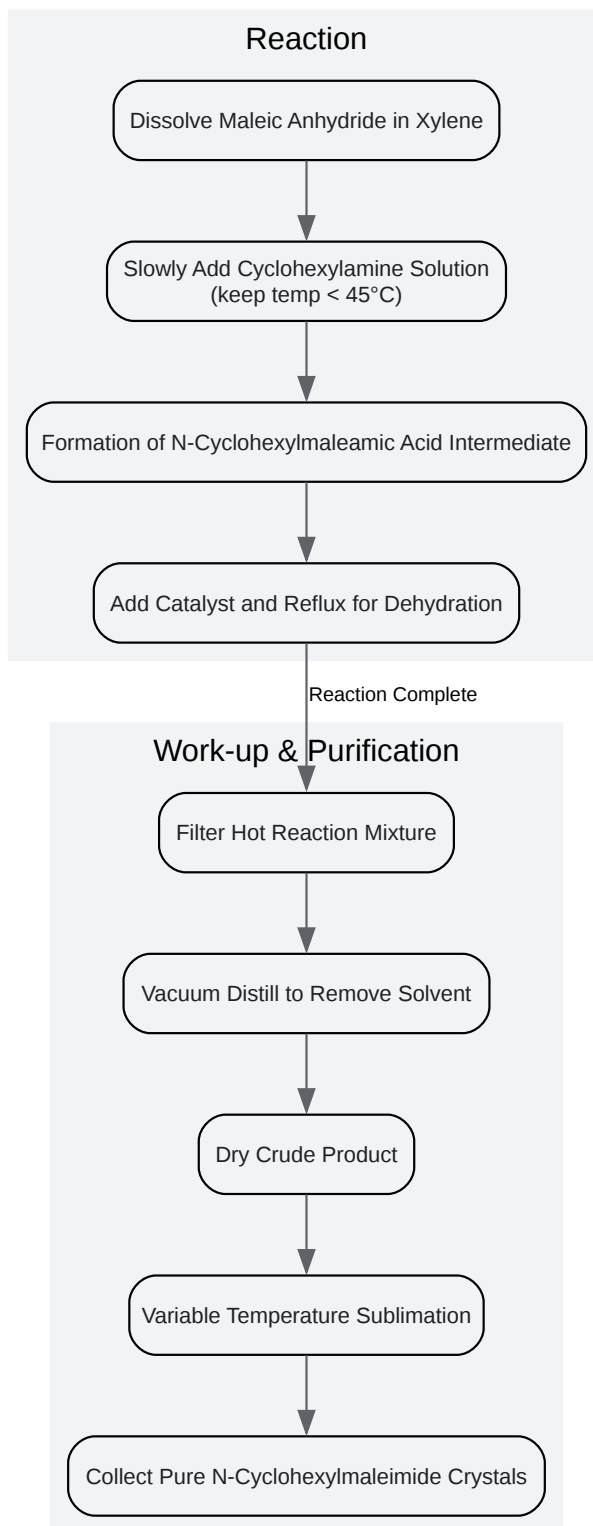 Reaction
Dissolve Maleic Anhydride in Xylene
Slowly Add Cyclohexylamine Solution
(keep temp < 45°C)
Formation of N-Cyclohexylmaleamic Acid Intermediate
Add Catalyst and Reflux for Dehydration
Reaction Complete
Work-up & Purification
Filter Hot Reaction Mixture
Vacuum Distill to Remove Solvent
Dry Crude Product
Variable Temperature Sublimation
Collect Pure N-Cyclohexylmaleimide Crystals